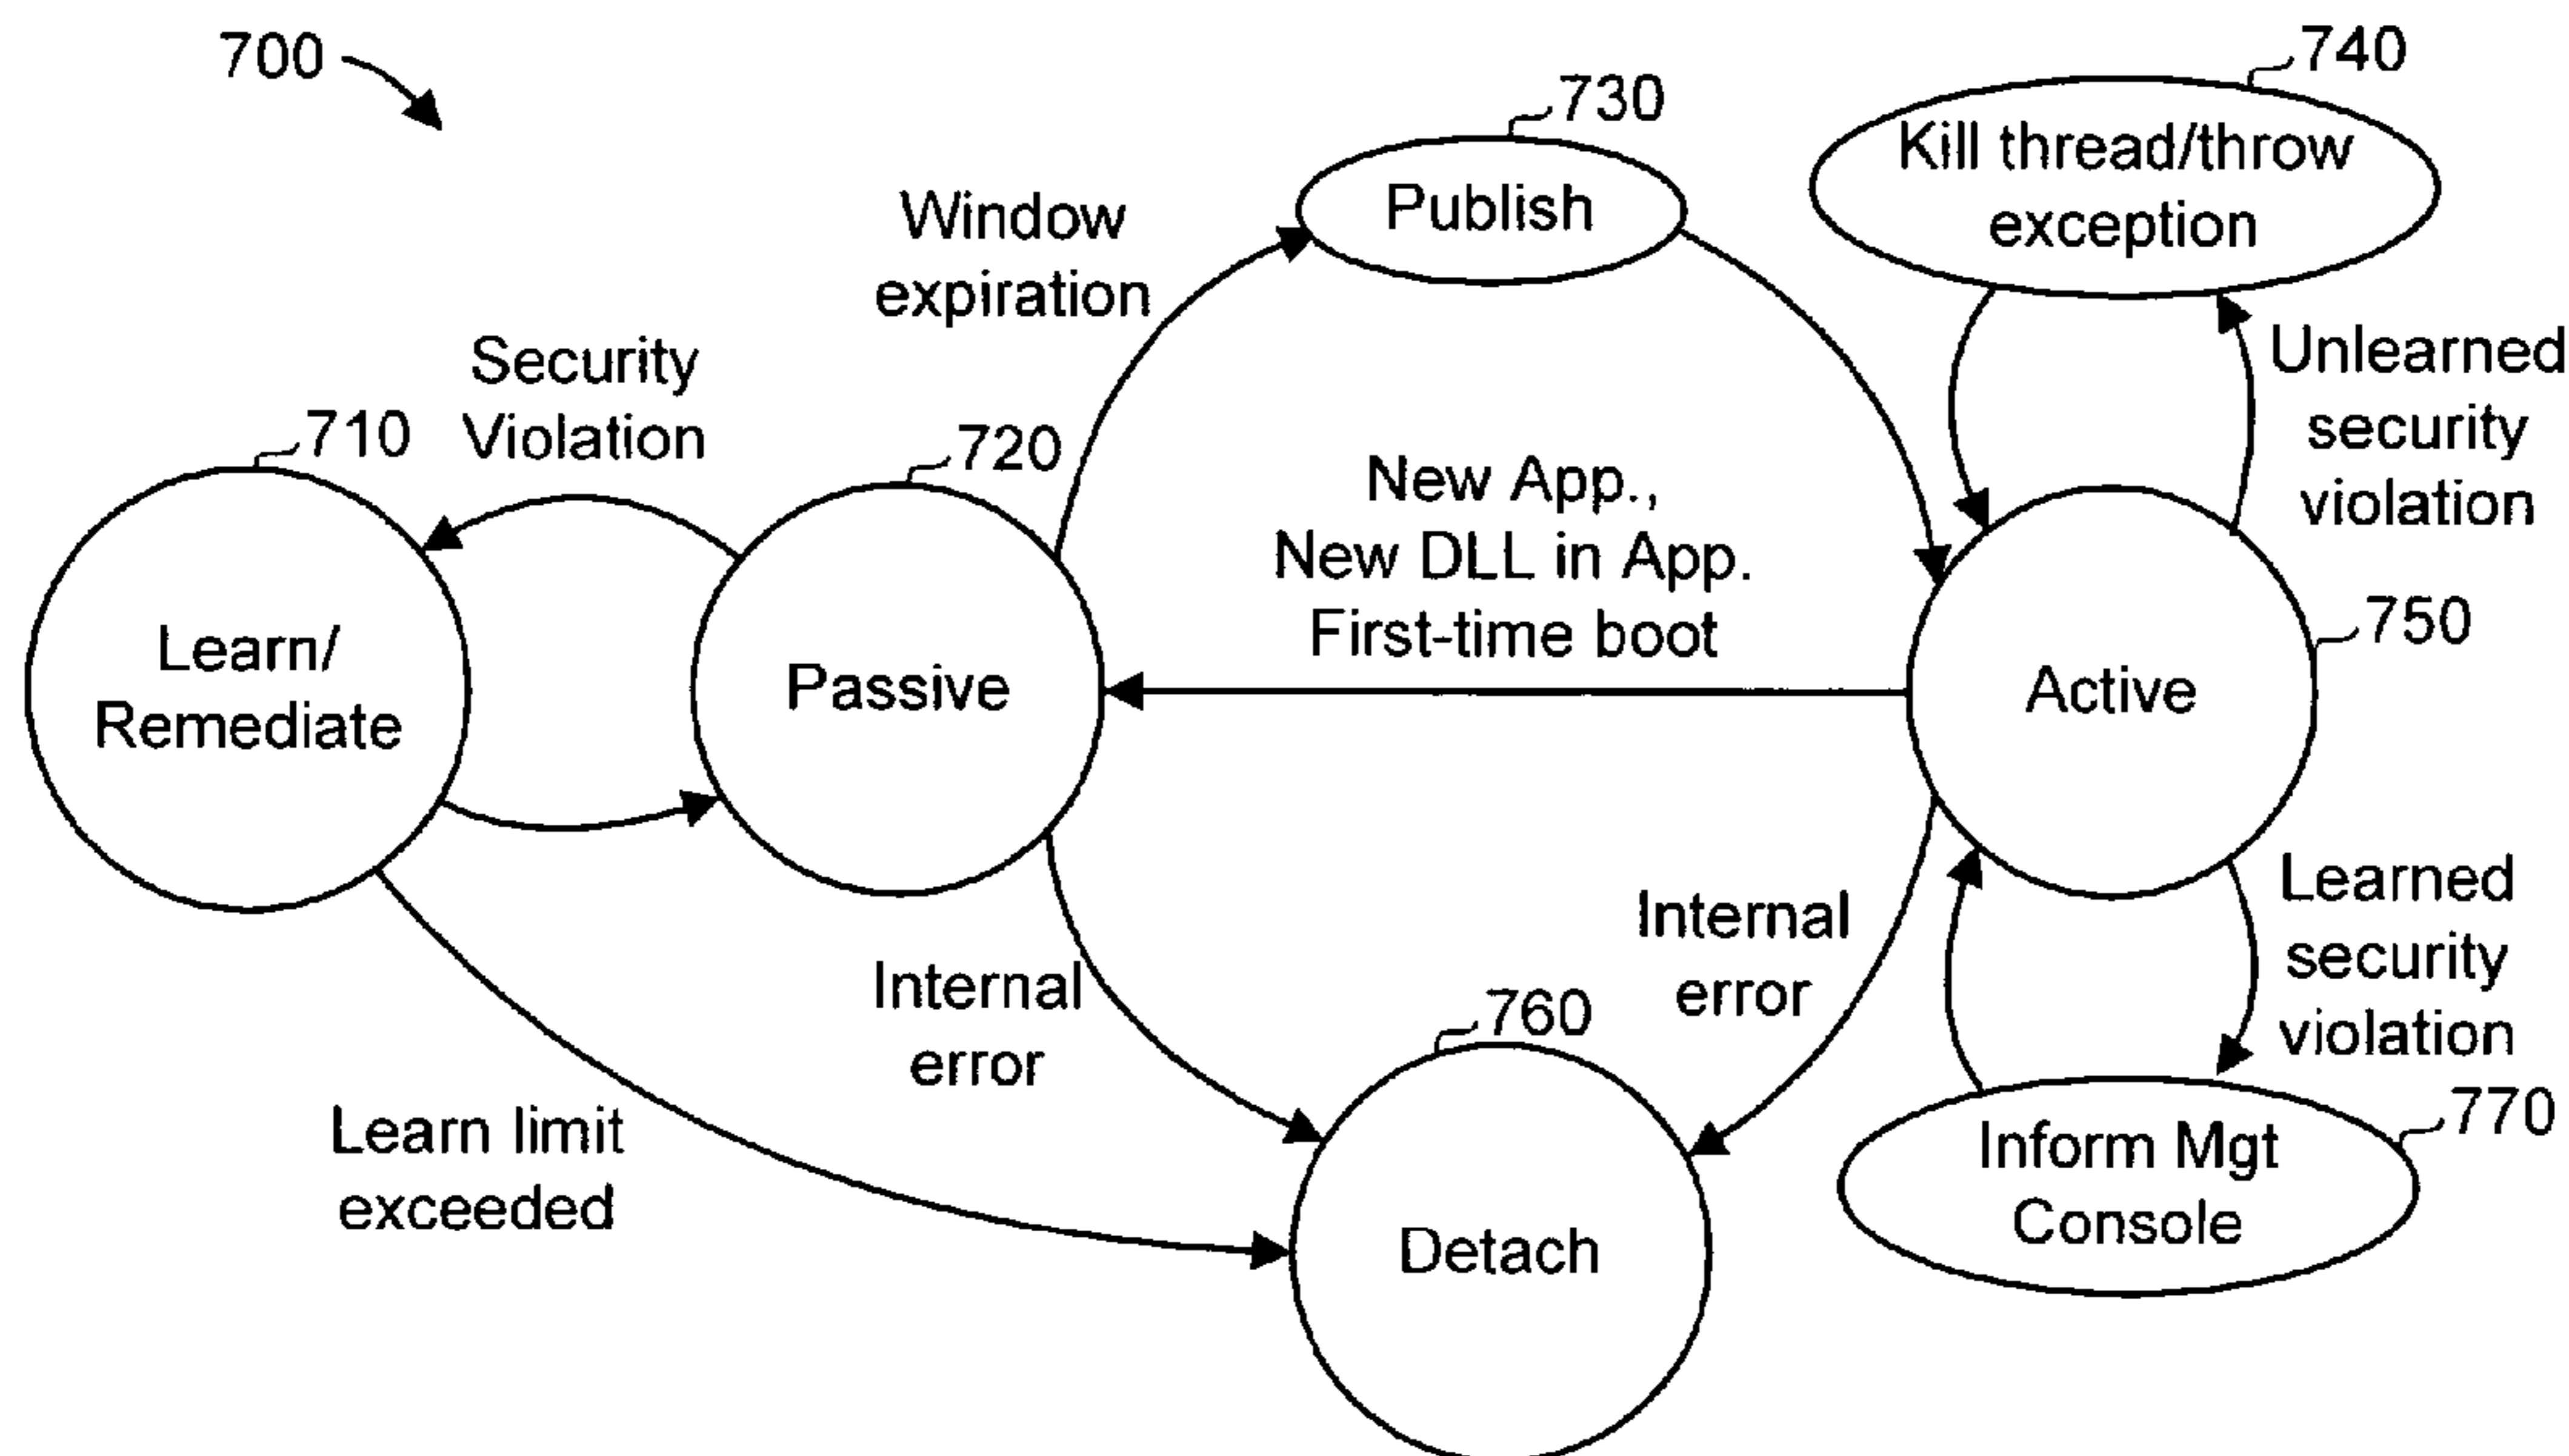 700
740
Kill thread/throw
exception
730
Publish
Window
expiration
Security
Violation
Unlearned
security
violation
710
Learn/
Remediate
720
Passive
New App.,
New DLL in App.
First-time boot
750
Active
Internal
error
Internal
error
Learned
security
violation
Learn limit
exceeded
760
Detach
770
Inform Mgt
Console